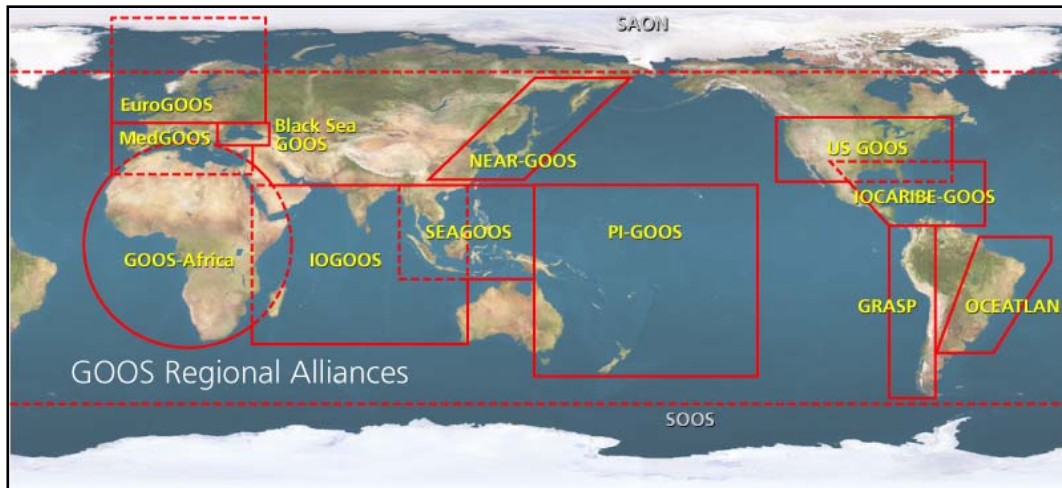 SAON
EuroGOOS
MedGOOS
Black Sea
GOOS
NEAR-GOOS
US GOOS
IOCARIBE-GOOS
GOOS-Africa
IOGOOS
SEAGOOS
PI-GOOS
GRASP
OCEATLAN
GOOS Regional Alliances
SOOS